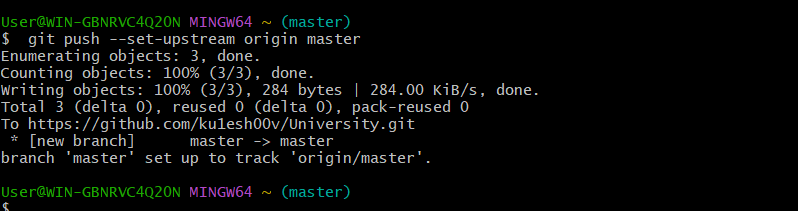 User@WIN-GBNRVC4Q2ON MINGW64 ~ (master)
$  git push --set-upstream origin master
Enumerating objects: 3, done.
Counting objects: 100% (3/3), done.
Writing objects: 100% (3/3), 284 bytes | 284.00 KiB/s, done.
Total 3 (delta 0), reused 0 (delta 0), pack-reused 0
To https://github.com/ku1esh00v/University.git
 * [new branch]      master -> master
branch 'master' set up to track 'origin/master'.
User@WIN-GBNRVC4Q2ON MINGW64 ~ (master)
$